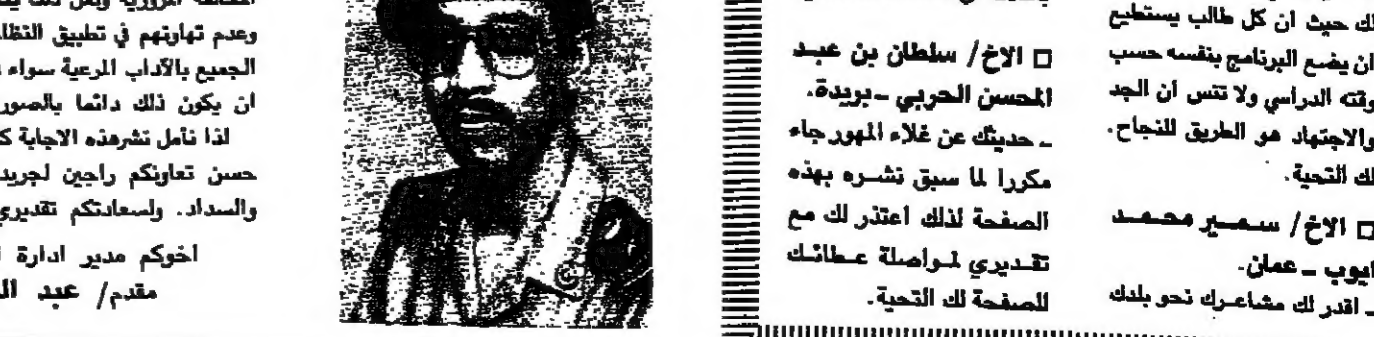 لك حيث ان كل طالب يستطيع
ان يضع البرنامج بنفسه حسب
وقته الدراسي ولا تنس أن الجد
والاجتهاد هو الطريق للنجاح.
لك التحية.
□ الاخ/ سمير محمد
ايوب ـ عمان.
ـ اقدر لك مشاعرك نحو بلدك
□ الاخ/ سلطان بن عبد
المحسن الحربي ـ بريدة.
ـ حديثك عن غلاء المهور جاء
مكررا لما سبق نشره بهذه
الصفحة لذلك اعتذر لك مع
تقديري لمواصلة عطائك
للصفحة لك التحية.
وعدم تهاونهم في تطبيق
الجميع بالآداب المرعية سواء
ان يكون ذلك دائما
لذا نأمل نشر هذه الاجابة
حسن تعاونكم راجين
والسداد. ولسعادتكم تقديري
اخوكم مدير ادارة
مقدم/ عبد